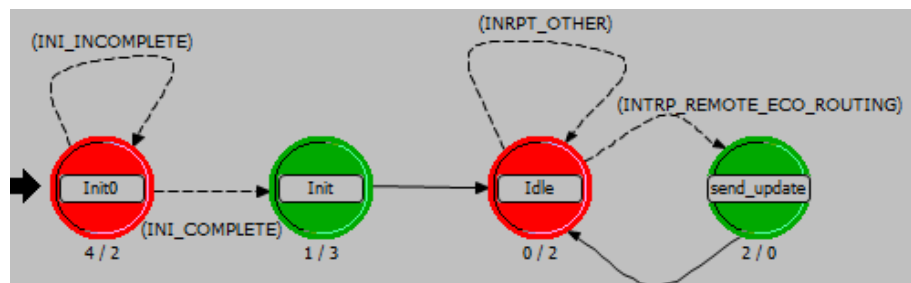 (INRPT_OTHER)
(INI_INCOMPLETE)
(INTRP_REMOTE_ECO_ROUTING)
Init0
Init
Idle
send_update
(INI_COMPLETE)
4 / 2
1 / 3
0 / 2
2 / 0